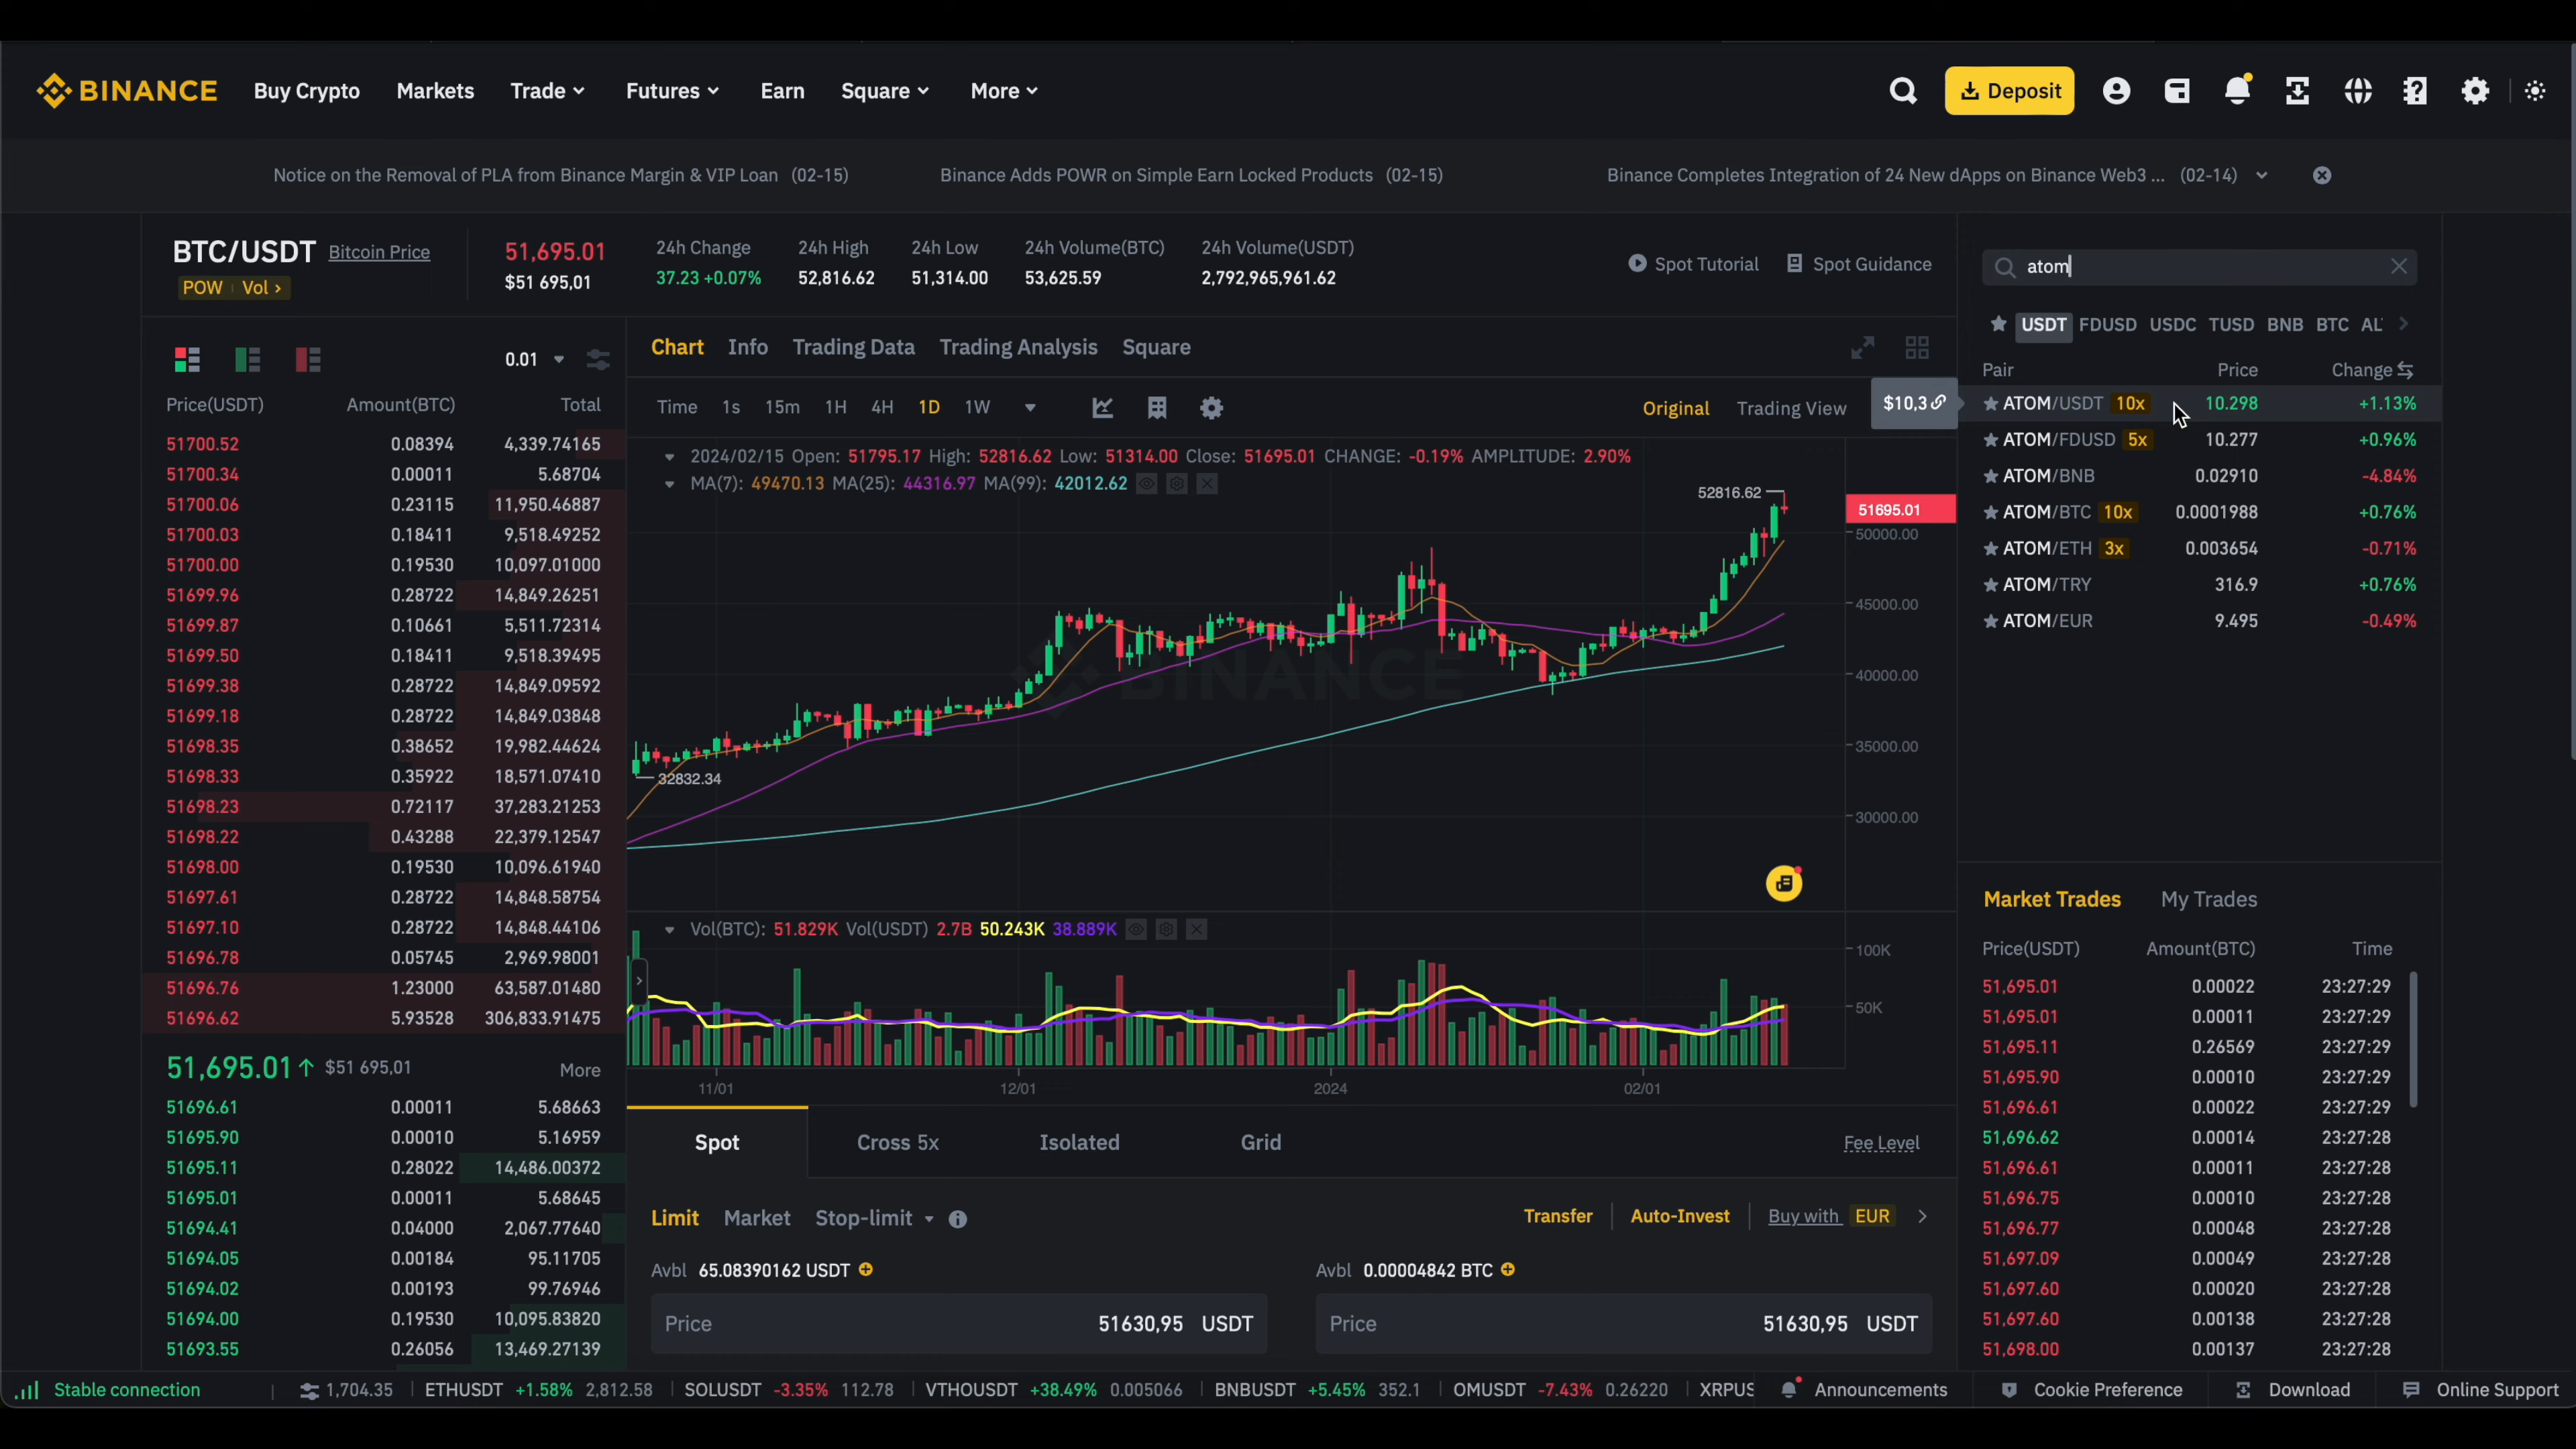 BINANCE Buy Crypto Markets Trade Futures Earn Square More Deposit
Notice on the Removal of PLA from Binance Margin & VIP Loan (02-15) Binance Adds POWR on Simple Earn Locked Products (02-15) Binance Completes Integration of 24 New dApps on Binance Web3 ... (02-14)
BTC/USDT Bitcoin Price
POW Vol >
51,695.01
$51 695,01
24h Change 24h High 24h Low 24h Volume(BTC) 24h Volume(USDT)
37.23 +0.07% 52,816.62 51,314.00 53,625.59 2,792,965,961.62
Spot Tutorial Spot Guidance
0.01
Price(USDT) Amount(BTC) Total
51700.52 0.08394 4,339.74165
51700.34 0.00011 5.68704
51700.06 0.23115 11,950.46887
51700.03 0.18411 9,518.49252
51700.00 0.19530 10,097.01000
51699.96 0.28722 14,849.26251
51699.87 0.10661 5,511.72314
51699.50 0.18411 9,518.39495
51699.38 0.28722 14,849.09592
51699.18 0.28722 14,849.03848
51698.35 0.38652 19,982.44624
51698.33 0.35922 18,571.07410
51698.23 0.72117 37,283.21253
51698.22 0.43288 22,379.12547
51698.00 0.19530 10,096.61940
51697.61 0.28722 14,848.58754
51697.10 0.28722 14,848.44106
51696.78 0.05745 2,969.98001
51696.76 1.23000 63,587.01480
51696.62 5.93528 306,833.91475
51,695.01↑ $51 695,01 More
51696.61 0.00011 5.68663
51695.90 0.00010 5.16959
51695.11 0.28022 14,486.00372
51695.01 0.00011 5.68645
51694.41 0.04000 2,067.77640
51694.05 0.00184 95.11705
51694.02 0.00193 99.76946
51694.00 0.19530 10,095.83820
51693.55 0.26056 13,469.27139
Chart Info Trading Data Trading Analysis Square
Time 1s 15m 1H 4H 1D 1W Original Trading View
2024/02/15 Open: 51795.17 High: 52816.62 Low: 51314.00 Close: 51695.01 CHANGE: -0.19% AMPLITUDE: 2.90%
MA(7): 49470.13 MA(25): 44316.97 MA(99): 42012.62
52816.62
51695.01
50000.00
45000.00
40000.00
BINANCE
35000.00
32832.34
30000.00
Vol(BTC): 51.829K Vol(USDT) 2.7B 50.243K 38.889K
100K
50K
11/01 12/01 2024 02/01
Spot Cross 5x Isolated Grid Fee Level
Limit Market Stop-limit Transfer Auto-Invest Buy with EUR
Avbl 65.08390162 USDT Avbl 0.00004842 BTC
Price 51630,95 USDT Price 51630,95 USDT
atom
USDT FDUSD USDC TUSD BNB BTC AL
Pair Price Change
$10,3
ATOM/USDT 10x 10.298 +1.13%
ATOM/FDUSD 5x 10.277 +0.96%
ATOM/BNB 0.02910 -4.84%
ATOM/BTC 10x 0.0001988 +0.76%
ATOM/ETH 3x 0.003654 -0.71%
ATOM/TRY 316.9 +0.76%
ATOM/EUR 9.495 -0.49%
Market Trades My Trades
Price(USDT) Amount(BTC) Time
51,695.01 0.00022 23:27:29
51,695.01 0.00011 23:27:29
51,695.11 0.26569 23:27:29
51,695.90 0.00010 23:27:29
51,696.61 0.00022 23:27:29
51,696.62 0.00014 23:27:28
51,696.61 0.00011 23:27:28
51,696.75 0.00010 23:27:28
51,696.77 0.00048 23:27:28
51,697.09 0.00049 23:27:28
51,697.60 0.00020 23:27:28
51,697.60 0.00138 23:27:28
51,698.00 0.00137 23:27:28
Stable connection 1,704.35 ETHUSDT +1.58% 2,812.58 SOLUSDT -3.35% 112.78 VTHOUSDT +38.49% 0.005066 BNBUSDT +5.45% 352.1 OMUSDT -7.43% 0.26220 XRPUS Announcements Cookie Preference Download Online Support